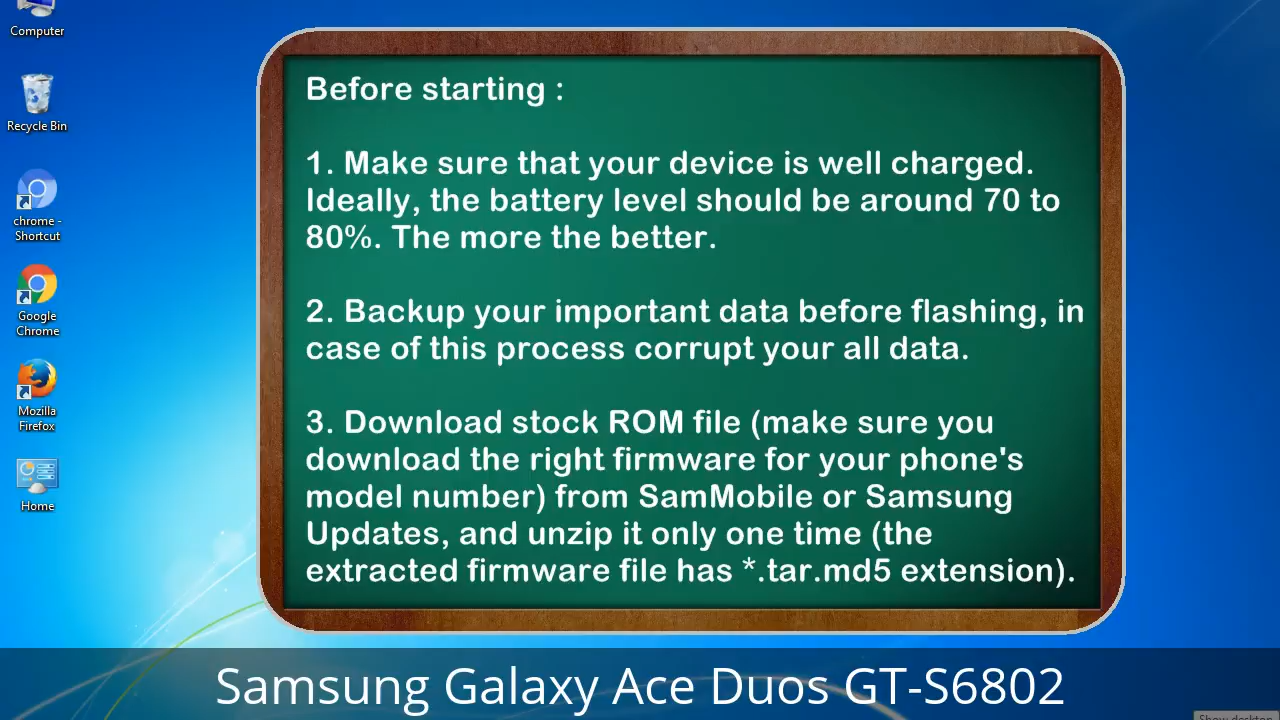 Computer
Recycle Bin
chrome -
Shortcut
Google
Chrome
Mozilla
Firefox
Home
Before starting :
1. Make sure that your device is well charged.
Ideally, the battery level should be around 70 to
80%. The more the better.
2. Backup your important data before flashing, in
case of this process corrupt your all data.
3. Download stock ROM file (make sure you
download the right firmware for your phone's
model number) from SamMobile or Samsung
Updates, and unzip it only one time (the
extracted firmware file has *.tar.md5 extension).
Samsung Galaxy Ace Duos GT-S6802
Show desktop